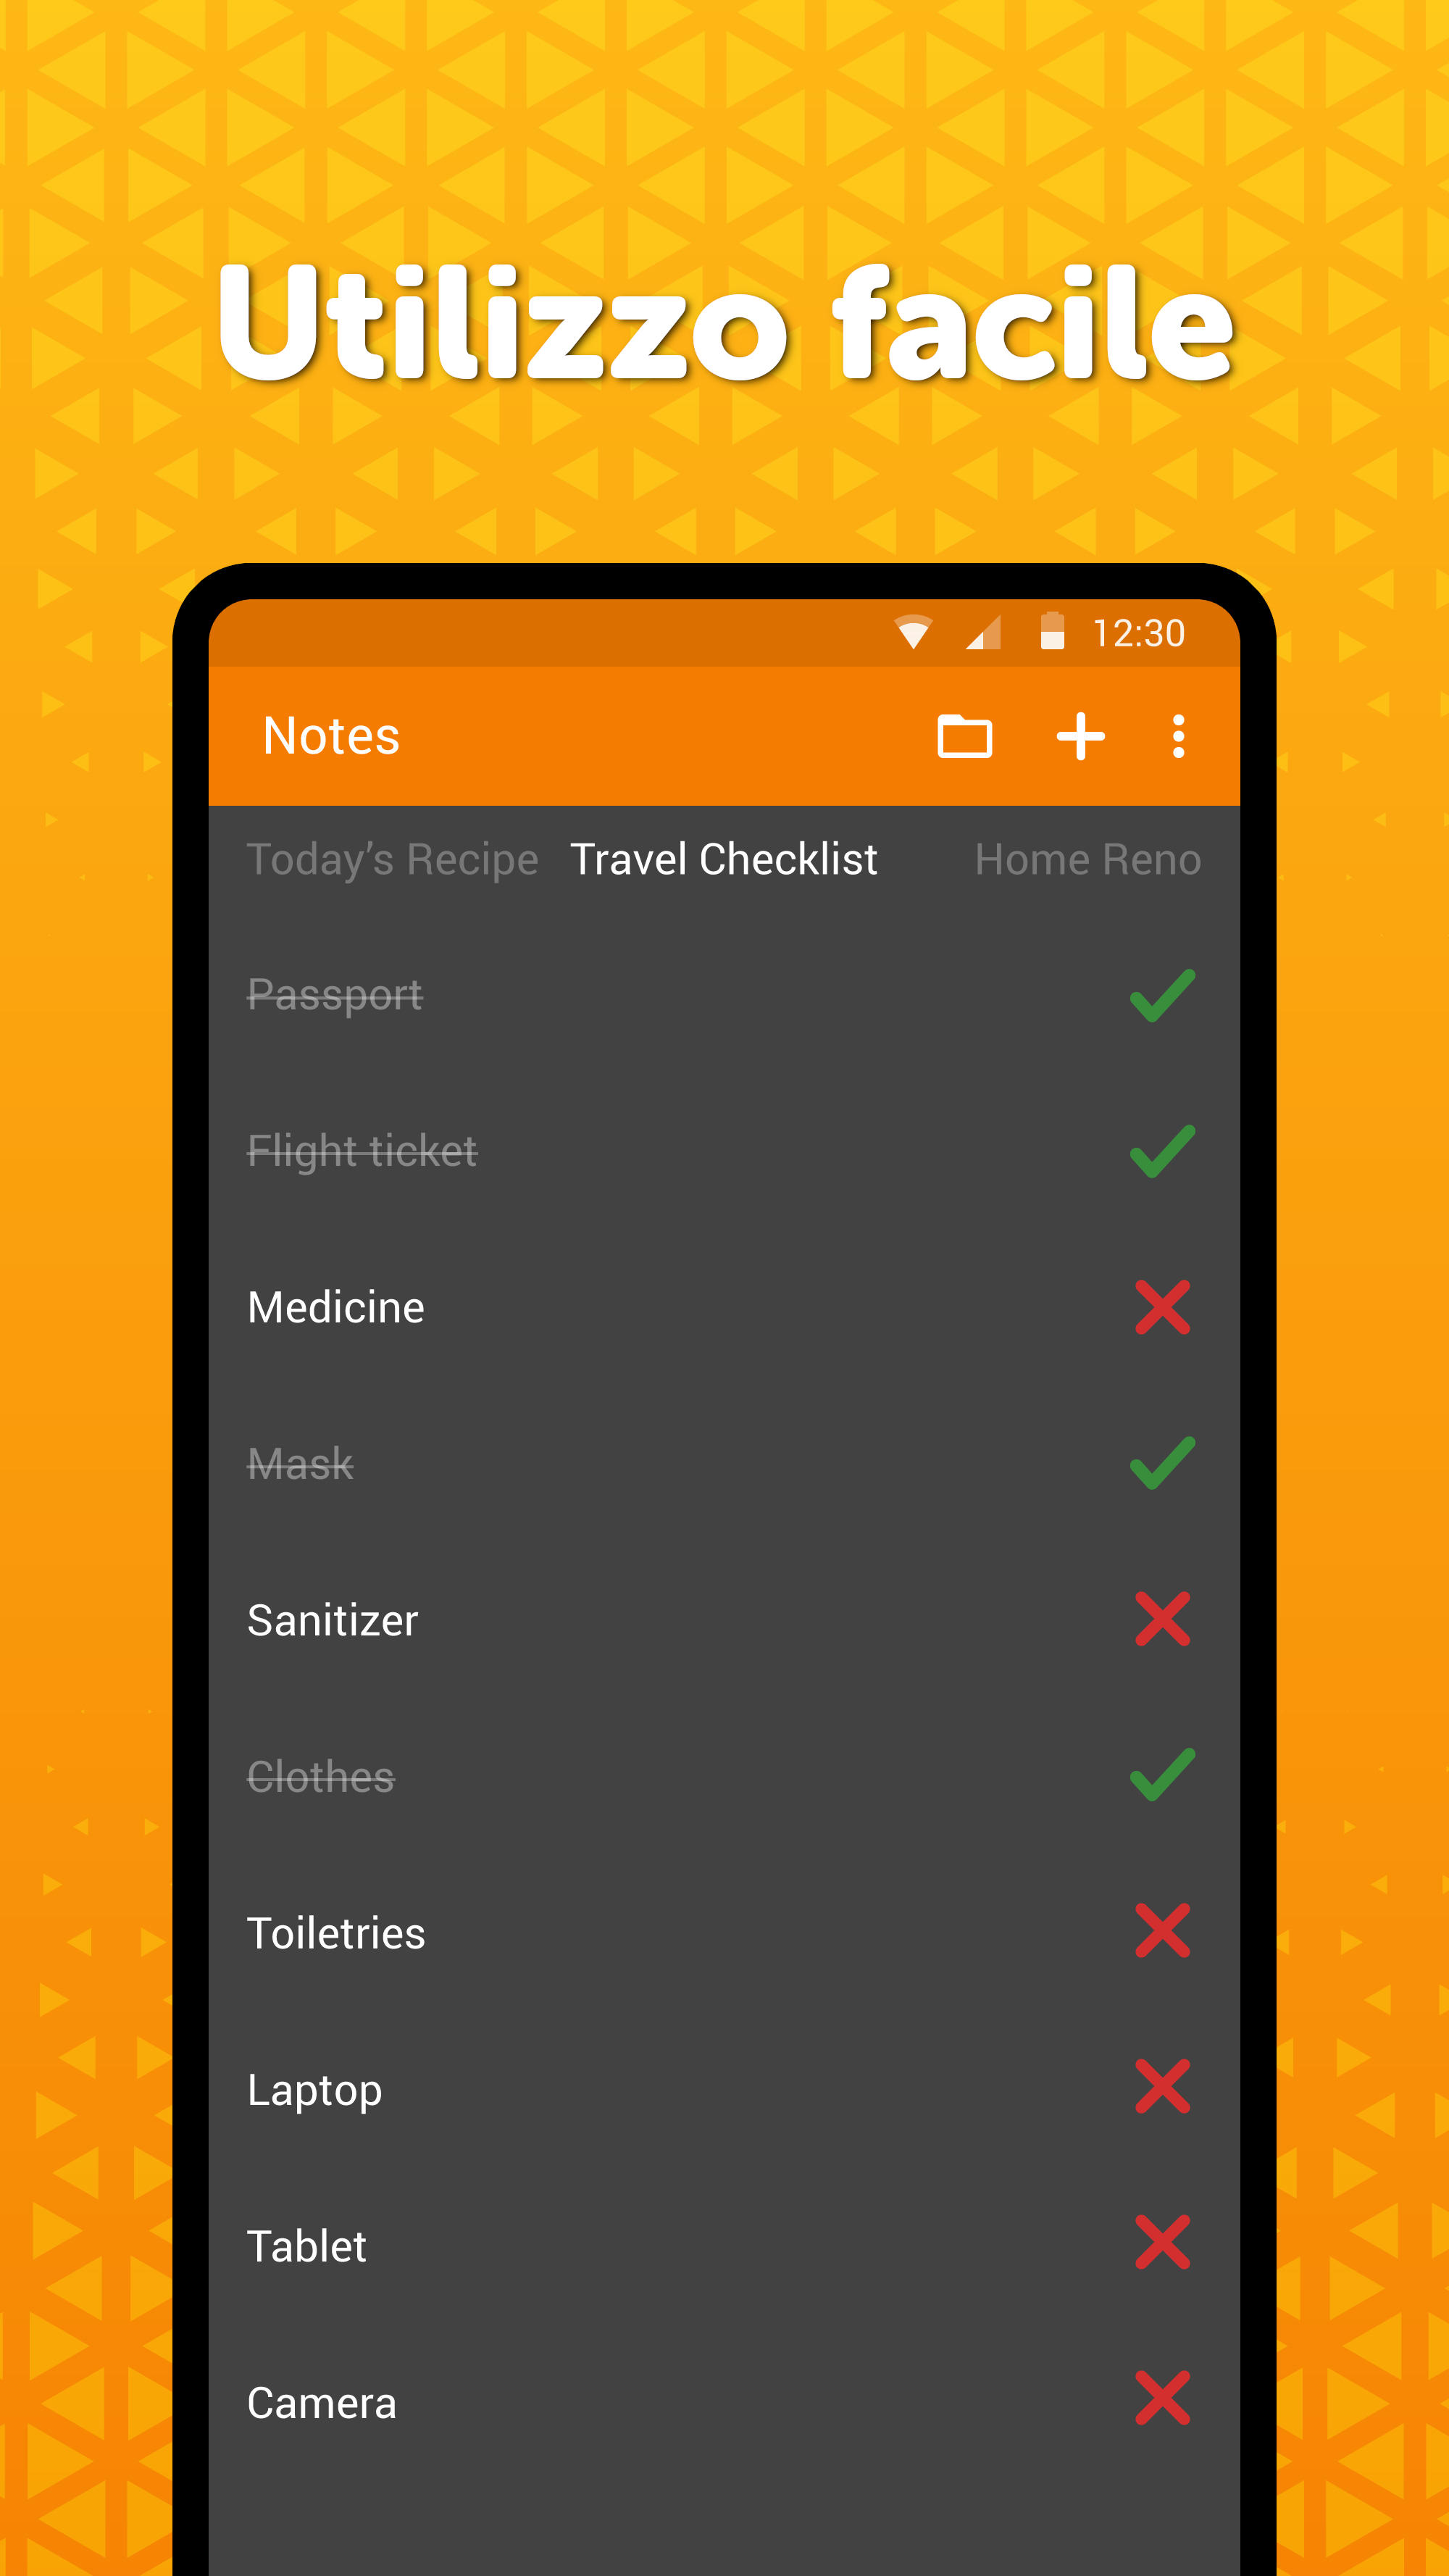 Utilizzo facile
12:30
Notes
Today’s Recipe Travel Checklist Home Reno
Passport
Flight ticket
Medicine
Mask
Sanitizer
Clothes
Toiletries
Laptop
Tablet
Camera